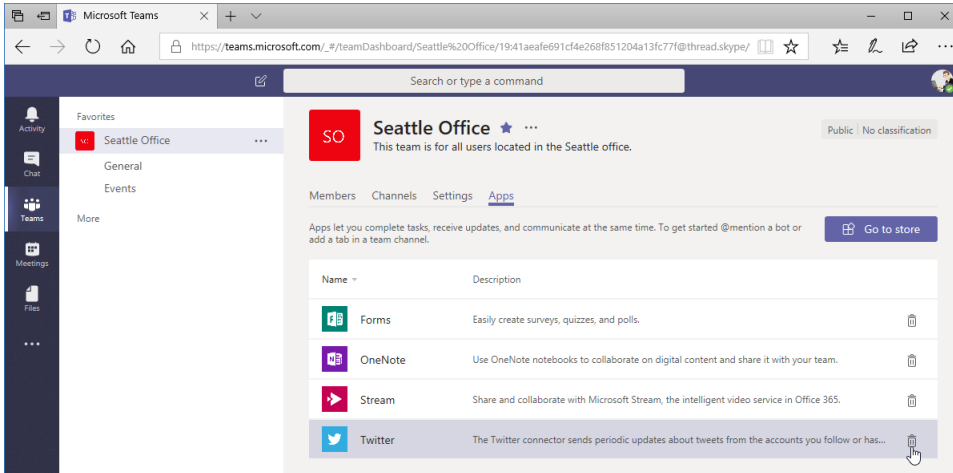 Microsoft Teams
https://teams.microsoft.com/_#/teamDashboard/Seattle%20Office/19:41aeafe691cf4e268f851204a13fc77f@thread.skype/
Search or type a command
Activity
Chat
Teams
Meetings
Files
Favorites
SO Seattle Office
General
Events
More
SO
Seattle Office
This team is for all users located in the Seattle office.
Public No classification
Members Channels Settings Apps
Apps let you complete tasks, receive updates, and communicate at the same time. To get started @mention a bot or
add a tab in a team channel.
Go to store
Name Description
Forms Easily create surveys, quizzes, and polls.
OneNote Use OneNote notebooks to collaborate on digital content and share it with your team.
Stream Share and collaborate with Microsoft Stream, the intelligent video service in Office 365.
Twitter The Twitter connector sends periodic updates about tweets from the accounts you follow or has...